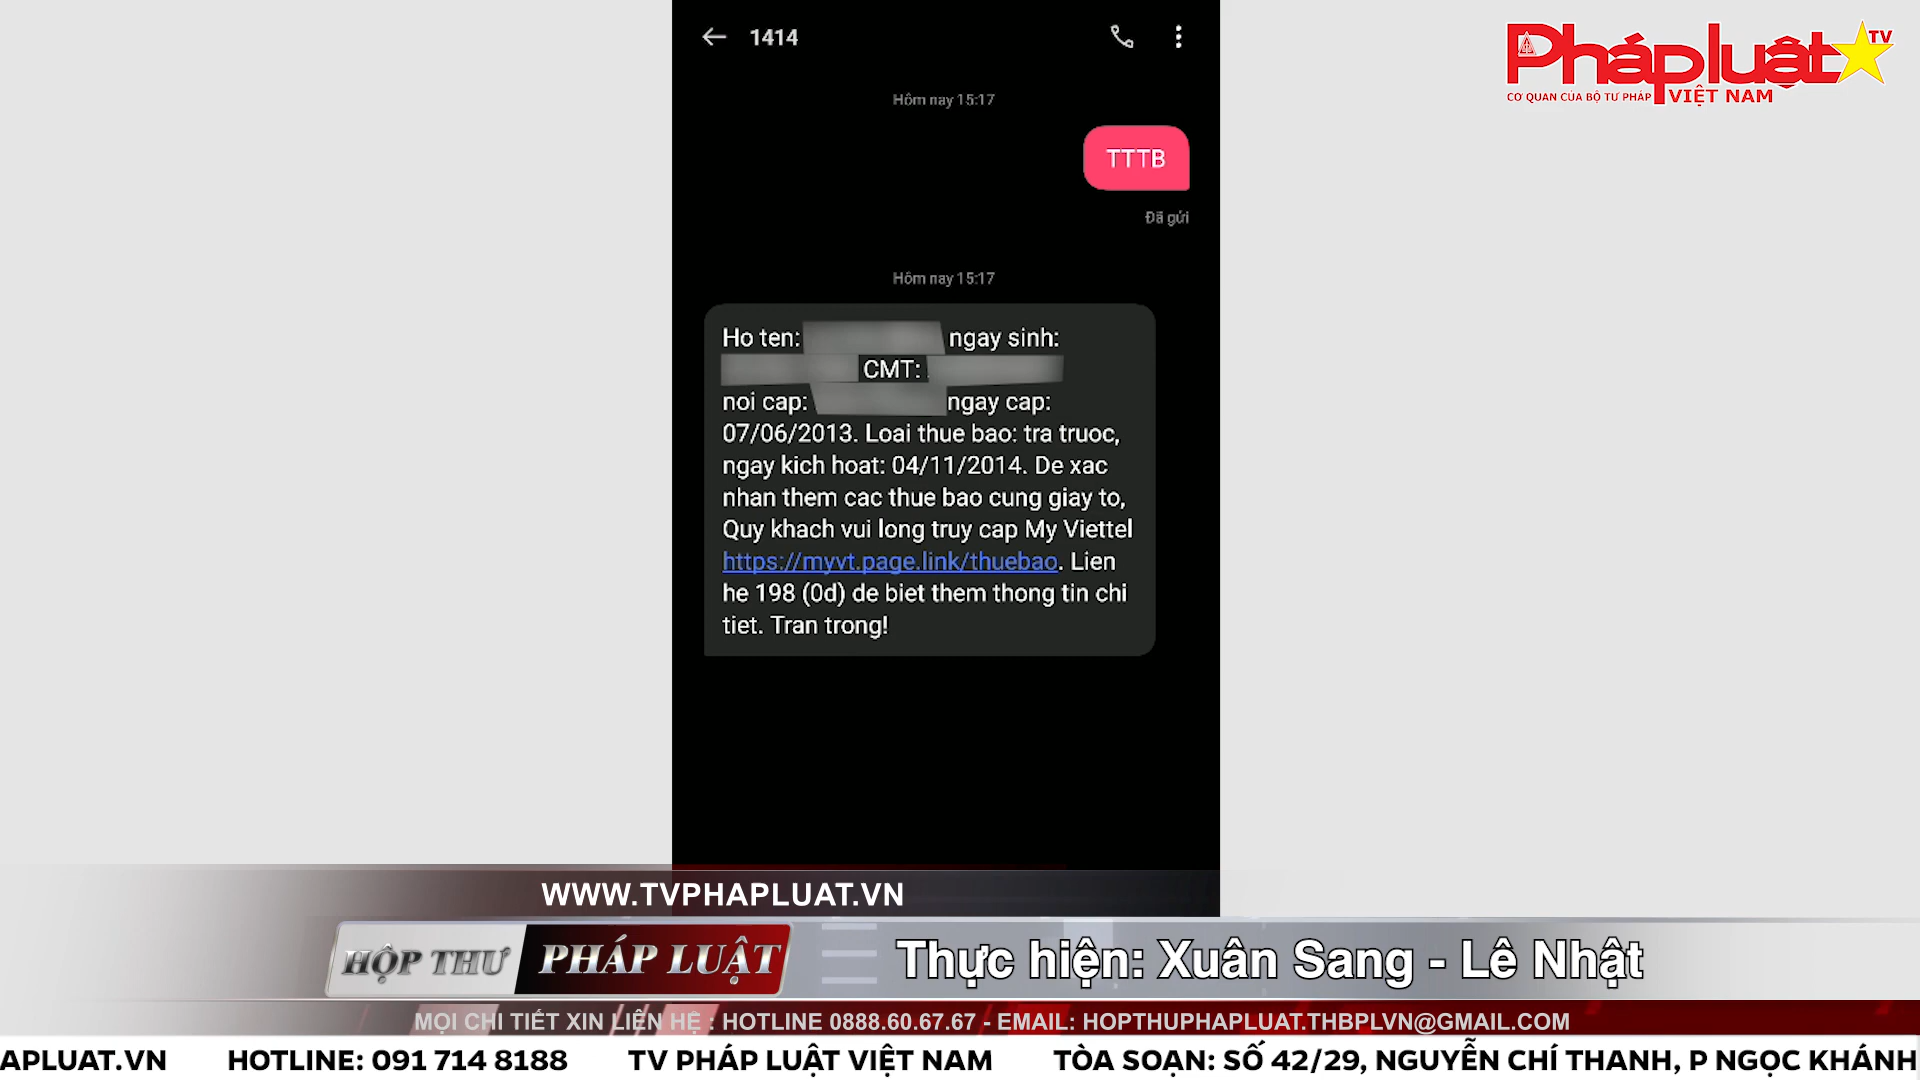 1414
Pháp luật TV
CƠ QUAN CỦA BỘ TƯ PHÁP VIỆT NAM
Hôm nay 15:17
TTTB
Đã gửi
Hôm nay 15:17
Ho ten: ngay sinh:
CMT:
noi cap: ngay cap:
07/06/2013. Loai thue bao: tra truoc,
ngay kich hoat: 04/11/2014. De xac
nhan them cac thue bao cung giay to,
Quy khach vui long truy cap My Viettel
https://myvt.page.link/thuebao. Lien
he 198 (0d) de biet them thong tin chi
tiet. Tran trong!
WWW.TVPHAPLUAT.VN
HỘP THƯ PHÁP LUẬT
Thực hiện: Xuân Sang - Lê Nhật
MỌI CHI TIẾT XIN LIÊN HỆ : HOTLINE 0888.60.67.67 - EMAIL: HOPTHUPHAPLUAT.THBPLVN@GMAIL.COM
APLUAT.VN HOTLINE: 091 714 8188 TV PHÁP LUẬT VIỆT NAM TÒA SOẠN: SỐ 42/29, NGUYỄN CHÍ THANH, P NGỌC KHÁNH